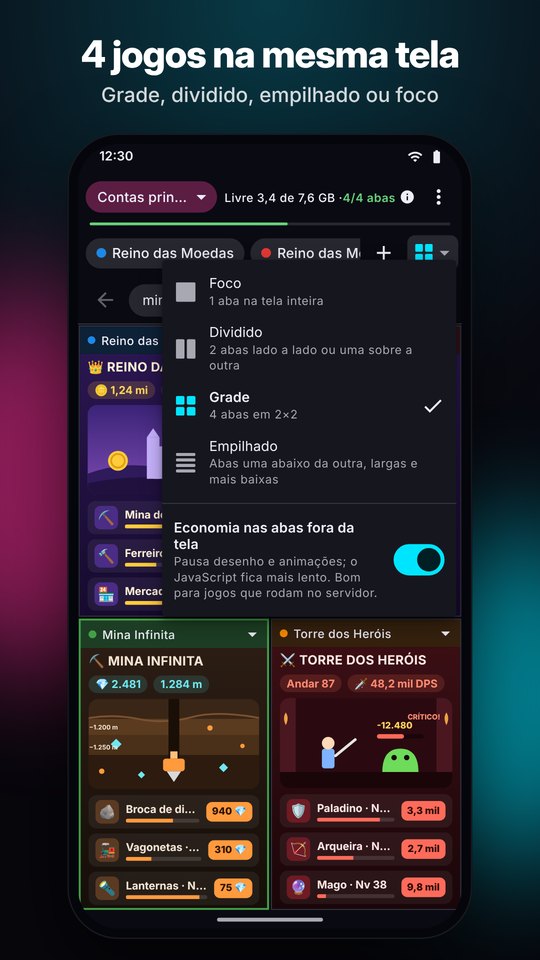 4 jogos na mesma tela
Grade, dividido, empilhado ou foco
12:30
Contas prin...
Livre 3,4 de 7,6 GB ·4/4 abas
Reino das Moedas
Reino das Mo
Foco
1 aba na tela inteira
Dividido
2 abas lado a lado ou uma sobre a
outra
Grade
4 abas em 2×2
Empilhado
Abas uma abaixo da outra, largas e
mais baixas
Economia nas abas fora da
tela
Pausa desenho e animações; o
JavaScript fica mais lento. Bom
para jogos que rodam no servidor.
min
Reino das
REINO DA
1,24 mi
Mina de
Ferreiro
Mercad
Mina Infinita
MINA INFINITA
2.481
1.284 m
−1.200 m
−1.250 m
Broca de di...
940
Vagonetas ·...
310
Lanternas · N...
75
Torre dos Heróis
TORRE DOS HERÓIS
Andar 87
48,2 mil DPS
CRÍTICO!
-12.480
Paladino · N...
3,3 mil
Arqueira · N...
2,7 mil
Mago · Nv 38
9,8 mil